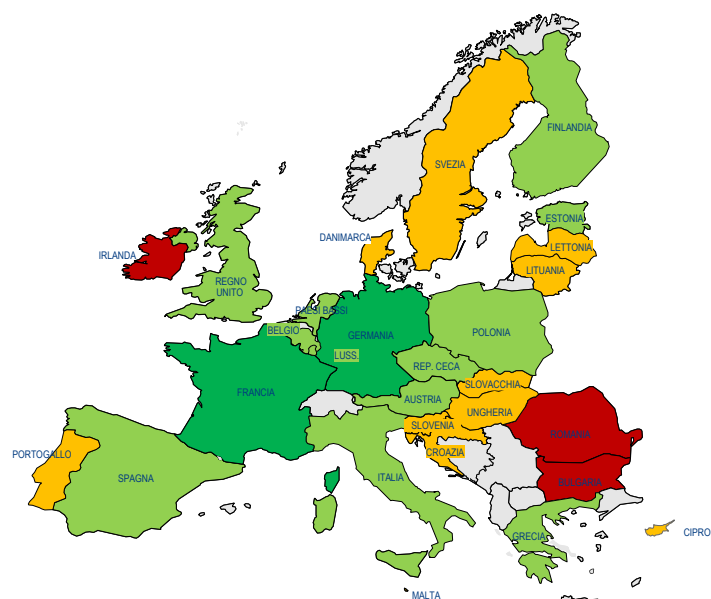 FINLANDIA
SVEZIA
ESTONIA
DANIMARCA
LETTONIA
IRLANDA
LITUANIA
REGNO
UNITO
PAESI BASSI
BELGIO
GERMANIA
POLONIA
LUSS.
REP. CECA
SLOVACCHIA
FRANCIA
AUSTRIA
UNGHERIA
SLOVENIA
ROMANIA
CROAZIA
PORTOGALLO
SPAGNA
ITALIA
BULGARIA
CIPRO
GRECIA
MALTA